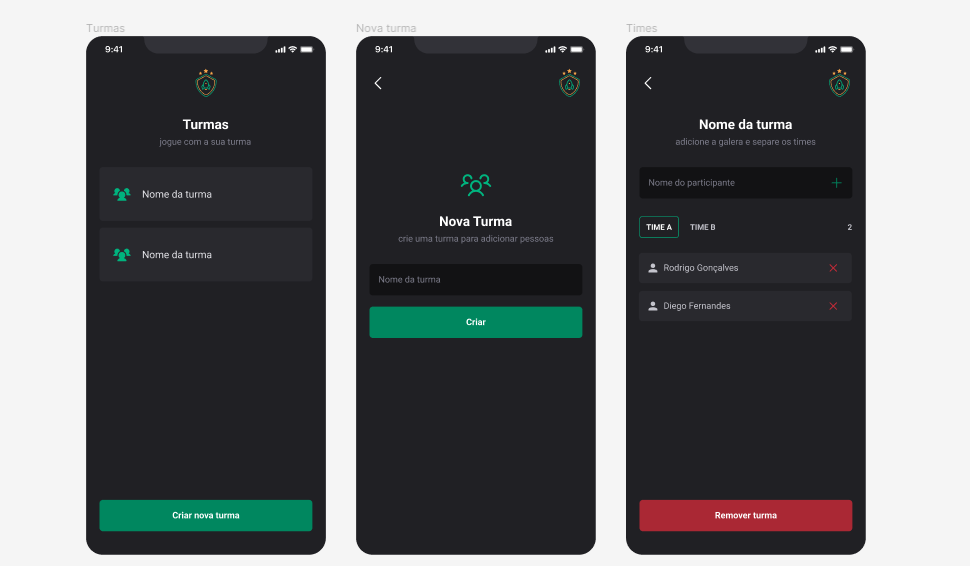 Turmas
9:41
Turmas
jogue com a sua turma
Nome da turma
Nome da turma
Criar nova turma
Nova turma
9:41
Nova Turma
crie uma turma para adicionar pessoas
Nome da turma
Criar
Times
9:41
Nome da turma
adicione a galera e separe os times
Nome do participante
TIME A TIME B 2
Rodrigo Gonçalves
Diego Fernandes
Remover turma